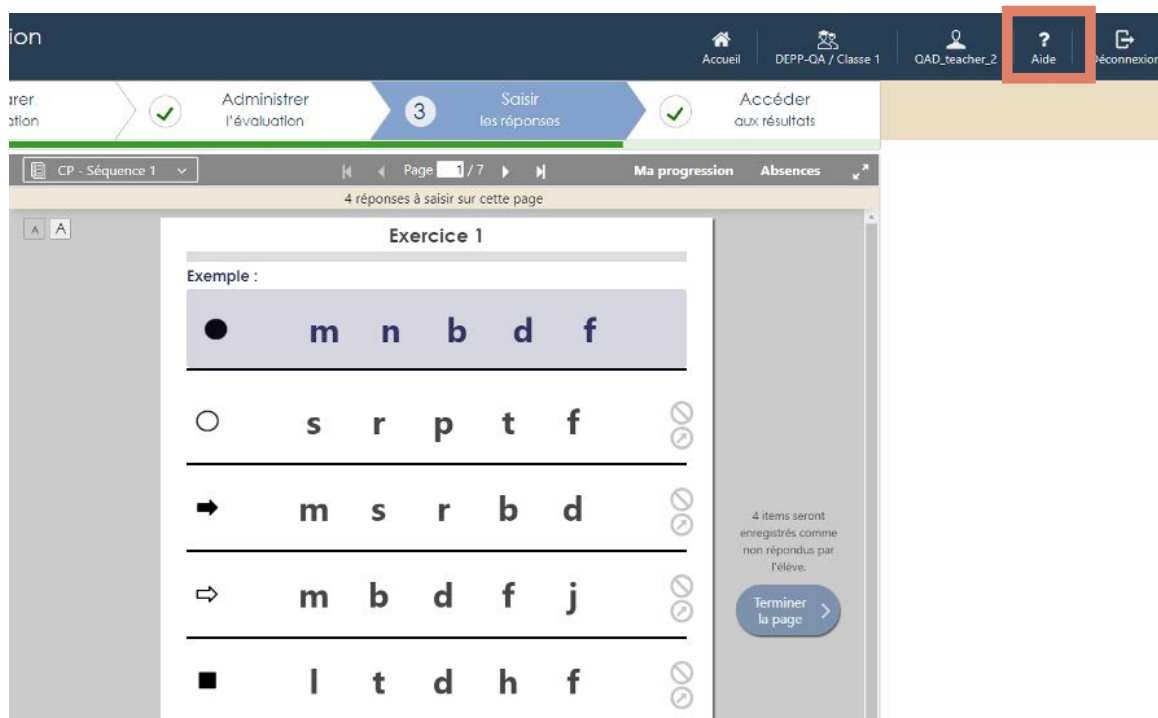 ion
Accueil DEPP-QA / Classe 1 QAD_teacher_2 ? Aide Déconnexion
arer Administrer 3 Saisir Accéder
ation l'évaluation les réponses aux résultats
CP - Séquence 1 Page 1 / 7 Ma progression Absences
4 réponses à saisir sur cette page
A A
Exercice 1
Exemple :
m n b d f
s r p t f
m s r b d
4 items seront
enregistrés comme
non répondus par
l'élève.
m b d f j
Terminer
la page
l t d h f